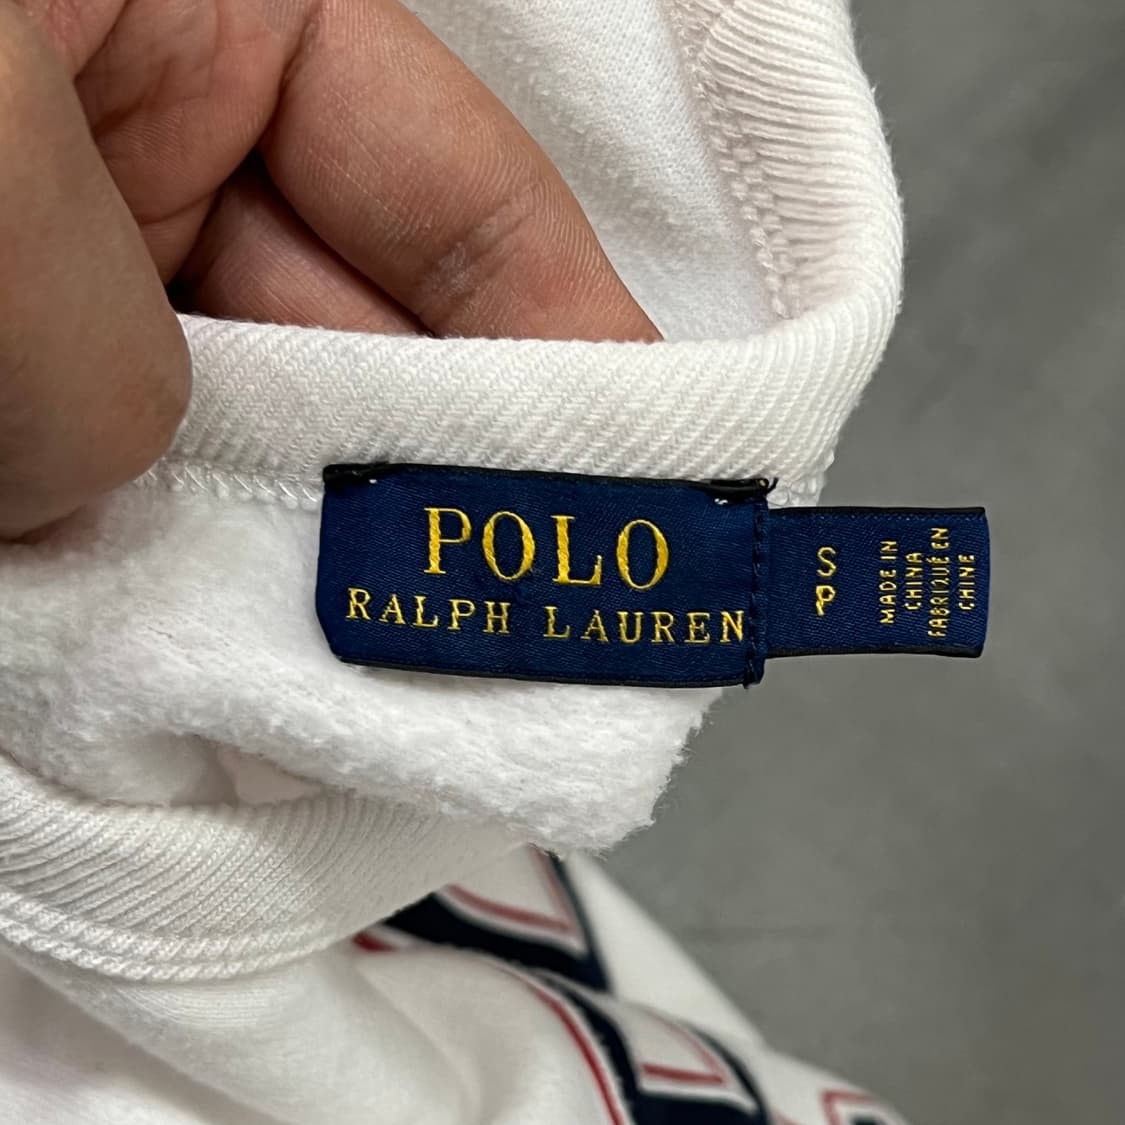 POLO
RALPH LAUREN
S
P
MADE IN
CHINA
FABRIQUÉ EN
CHINE